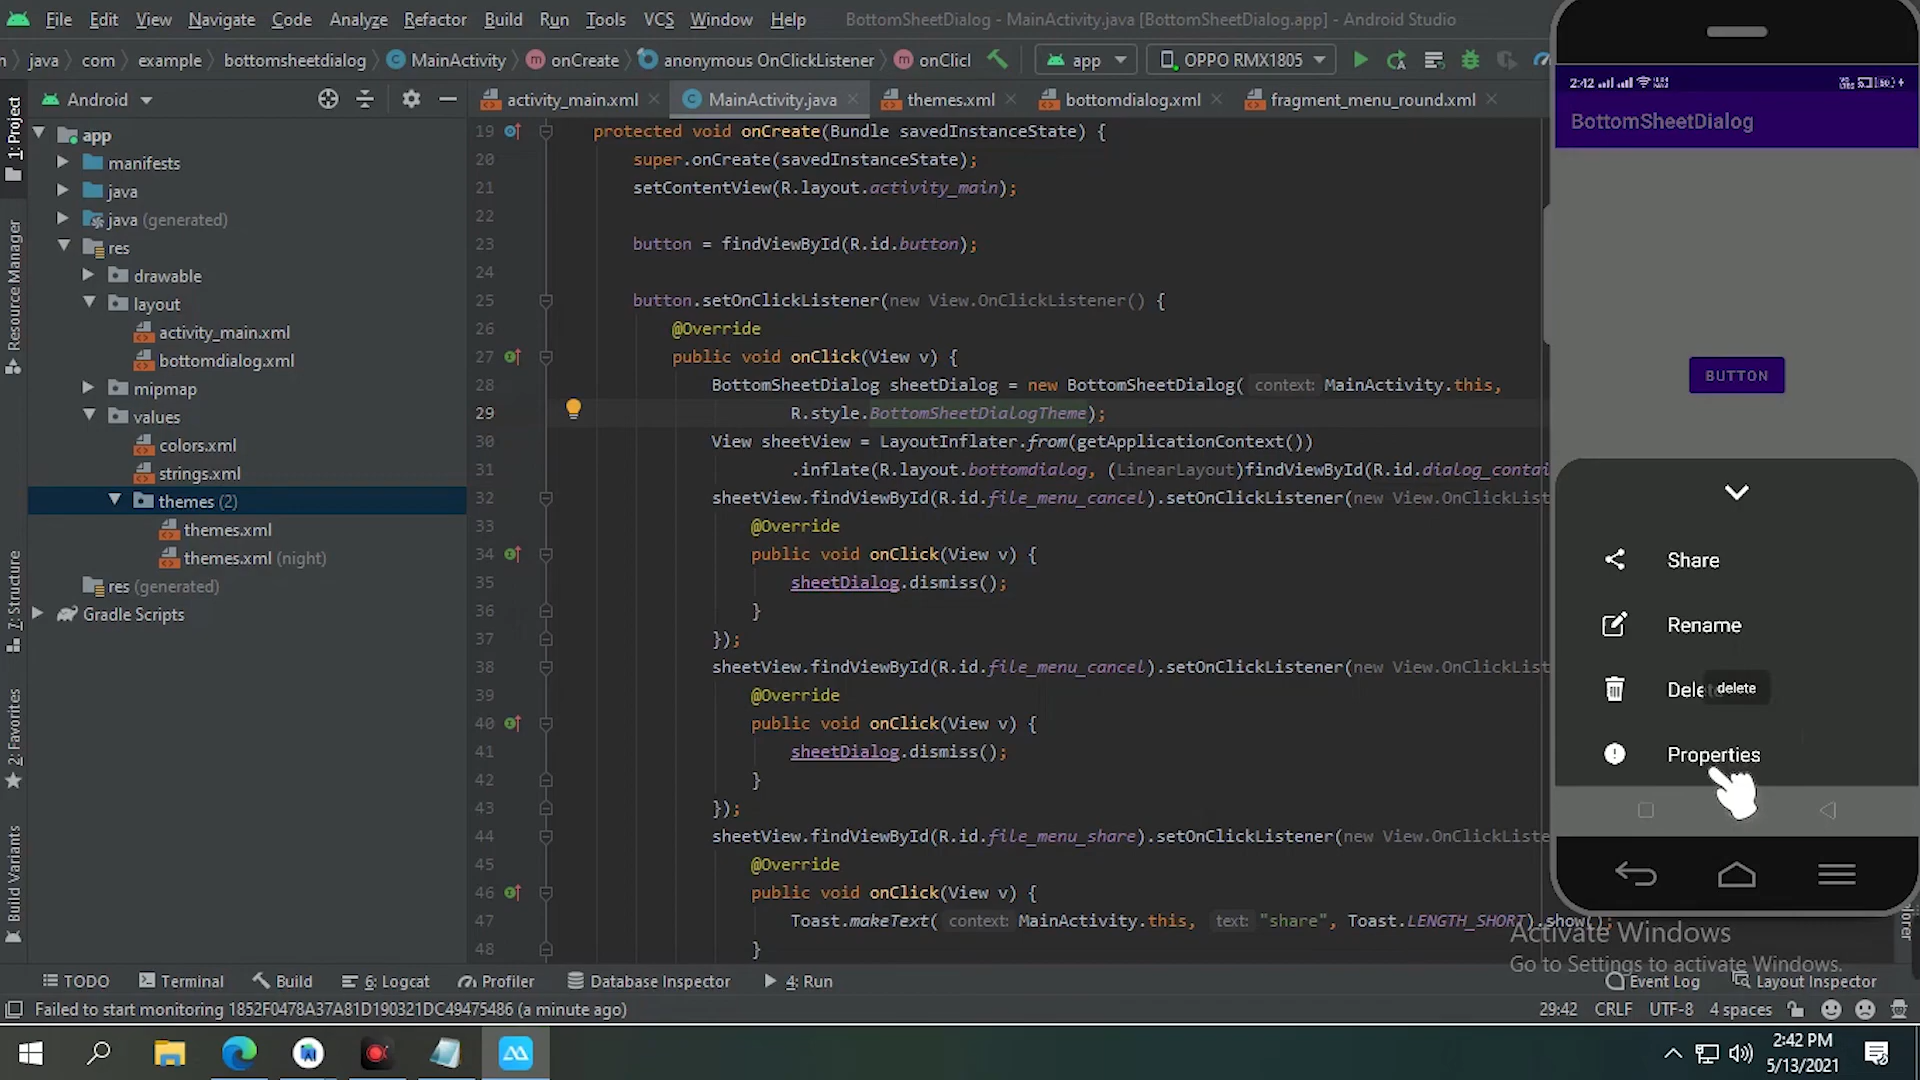 File Edit View Navigate Code Analyze Refactor Build Run Tools VCS Window Help BottomSheetDialog - MainActivity.java [BottomSheetDialog.app] - Android Studio
java com example bottomsheetdialog MainActivity onCreate anonymous OnClickListener onClicl app OPPO RMX1805
Android activity_main.xml MainActivity.java themes.xml bottomdialog.xml fragment_menu_round.xml
1: Project
Resource Manager
7: Structure
2: Favorites
Build Variants
app
manifests
java
java (generated)
res
drawable
layout
activity_main.xml
bottomdialog.xml
mipmap
values
colors.xml
strings.xml
themes (2)
themes.xml
themes.xml (night)
res (generated)
Gradle Scripts
19 protected void onCreate(Bundle savedInstanceState) {
20 super.onCreate(savedInstanceState);
21 setContentView(R.layout.activity_main);
22
23 button = findViewById(R.id.button);
24
25 button.setOnClickListener(new View.OnClickListener() {
26 @Override
27 public void onClick(View v) {
28 BottomSheetDialog sheetDialog = new BottomSheetDialog( context: MainActivity.this,
29 R.style.BottomSheetDialogTheme);
30 View sheetView = LayoutInflater.from(getApplicationContext())
31 .inflate(R.layout.bottomdialog, (LinearLayout)findViewById(R.id.dialog_contai
32 sheetView.findViewById(R.id.file_menu_cancel).setOnClickListener(new View.OnClickList
33 @Override
34 public void onClick(View v) {
35 sheetDialog.dismiss();
36 }
37 });
38 sheetView.findViewById(R.id.file_menu_cancel).setOnClickListener(new View.OnClickList
39 @Override
40 public void onClick(View v) {
41 sheetDialog.dismiss();
42 }
43 });
44 sheetView.findViewById(R.id.file_menu_share).setOnClickListener(new View.OnClickListe
45 @Override
46 public void onClick(View v) {
47 Toast.makeText( context: MainActivity.this, text: "share", Toast.LENGTH_SHORT).show();
48 }
2:42
BottomSheetDialog
BUTTON
Share
Rename
Dele
delete
Properties
Activate Windows
Go to Settings to activate Windows.
TODO Terminal Build 6: Logcat Profiler Database Inspector 4: Run Event Log Layout Inspector
Failed to start monitoring 1852F0478A37A81D190321DC49475486 (a minute ago) 29:42 CRLF UTF-8 4 spaces
2:42 PM
5/13/2021